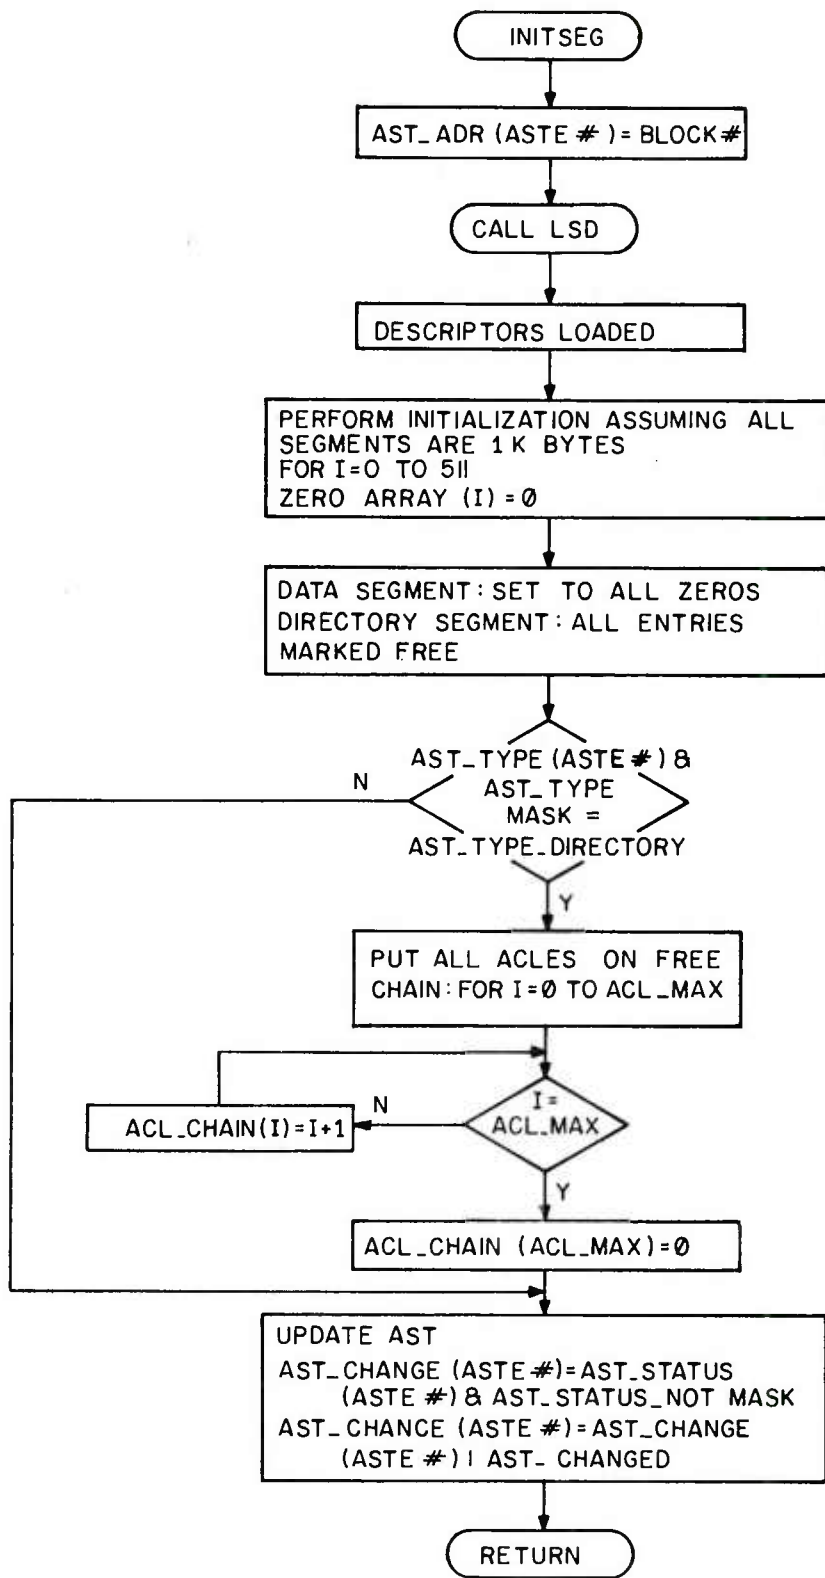 INITSEG
AST_ADR (ASTE #) = BLOCK#
CALL LSD
DESCRIPTORS LOADED
PERFORM INITIALIZATION ASSUMING ALL
SEGMENTS ARE 1K BYTES
FOR I=0 TO 511
ZERO ARRAY (I) = Ø
DATA SEGMENT: SET TO ALL ZEROS
DIRECTORY SEGMENT: ALL ENTRIES
MARKED FREE
AST_TYPE (ASTE #) &
AST_TYPE
MASK =
AST_TYPE_DIRECTORY
N
Y
PUT ALL ACLES ON FREE
CHAIN: FOR I=Ø TO ACL_MAX
I=
ACL_MAX
N
ACL_CHAIN(I)=I+1
Y
ACL_CHAIN (ACL_MAX)=Ø
UPDATE AST
AST_CHANGE (ASTE #)=AST_STATUS
(ASTE #) & AST_STATUS_NOT MASK
AST_CHANCE (ASTE #)=AST_CHANGE
(ASTE #) | AST_ CHANGED
RETURN